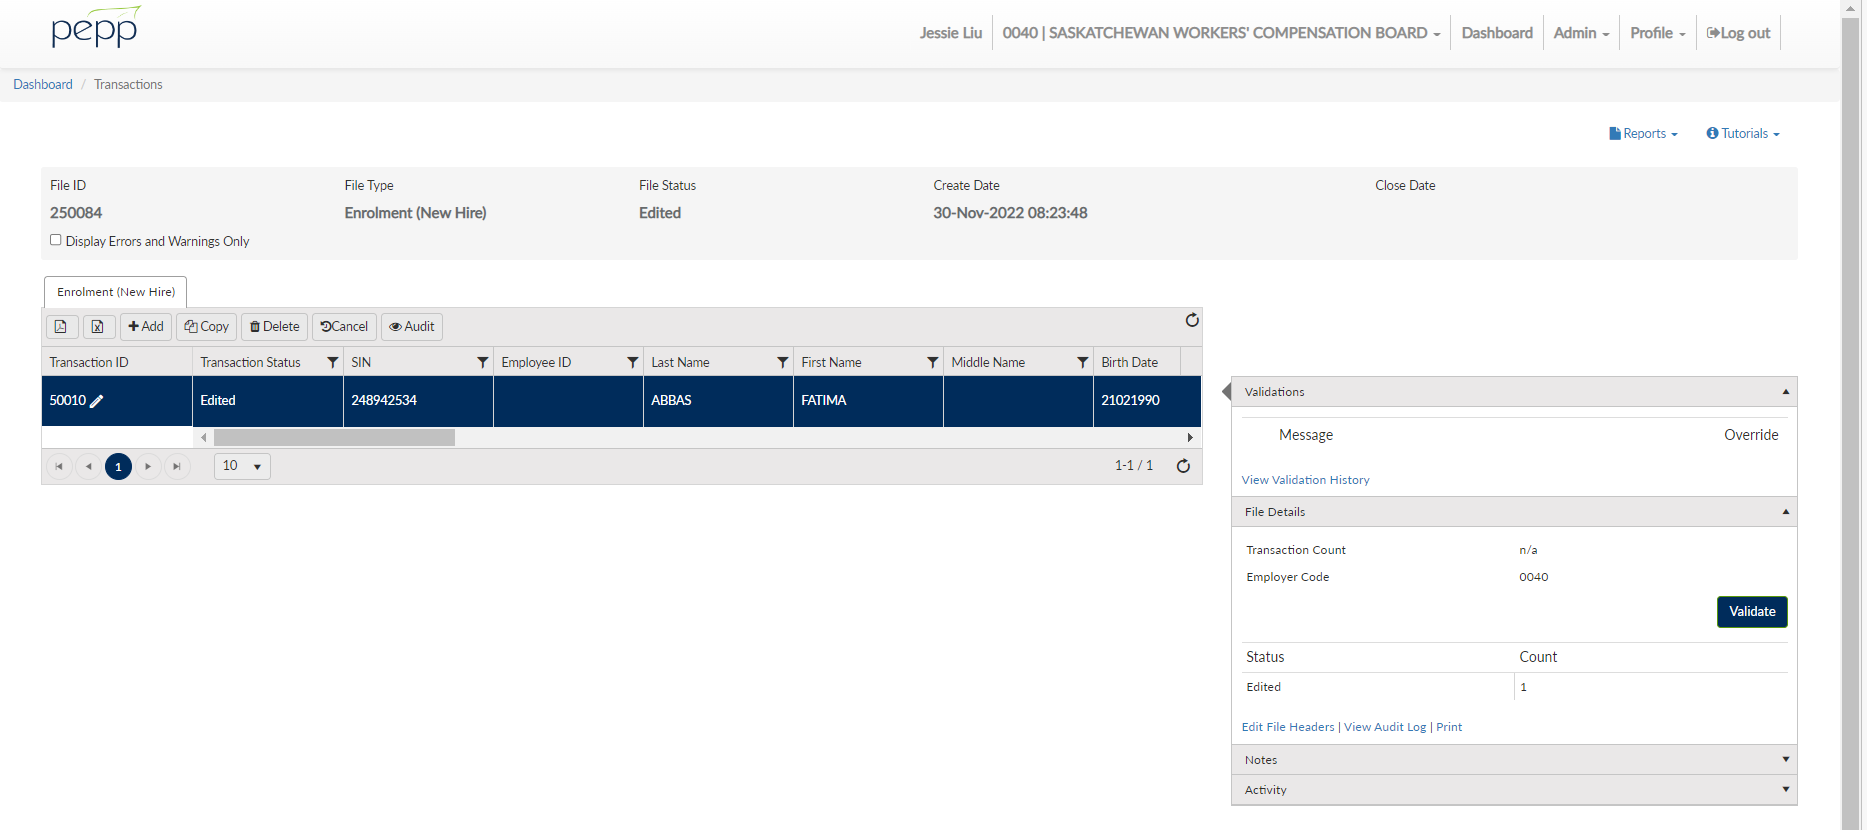 pepp
Jessie Liu 0040 | SASKATCHEWAN WORKERS' COMPENSATION BOARD Dashboard Admin Profile Log out
Dashboard / Transactions
Reports Tutorials
File ID File Type File Status Create Date Close Date
250084 Enrolment (New Hire) Edited 30-Nov-2022 08:23:48
Display Errors and Warnings Only
Enrolment (New Hire)
Add Copy Delete Cancel Audit
Transaction ID Transaction Status SIN Employee ID Last Name First Name Middle Name Birth Date
50010 Edited 248942534 ABBAS FATIMA 21021990
1 10 1-1 / 1
Validations
Message Override
View Validation History
File Details
Transaction Count n/a
Employer Code 0040
Validate
Status Count
Edited 1
Edit File Headers | View Audit Log | Print
Notes
Activity